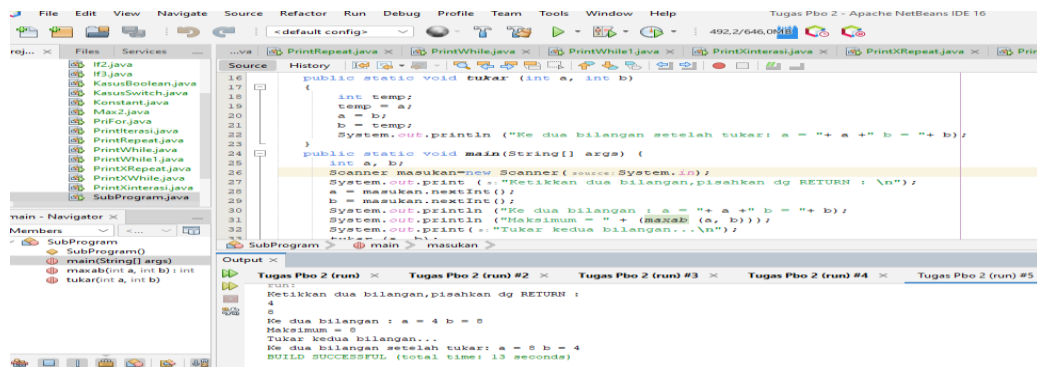 File Edit View Navigate Source Refactor Run Debug Profile Team Tools Window Help Tugas Pbo 2 - Apache NetBeans IDE 16
<default config> 492,2/646,0MB
roj... × Files Services
If2.java
If3.java
KasusBoolean.java
KasusSwitch.java
Konstant.java
Max2.java
PriFor.java
PrintIterasi.java
PrintRepeat.java
PrintWhile.java
PrintWhile1.java
PrintXRepeat.java
PrintXWhile.java
PrintXinterasi.java
SubProgram.java
main - Navigator ×
Members
SubProgram
SubProgram()
main(String[] args)
maxab(int a, int b) : int
tukar(int a, int b)
...va PrintRepeat.java × PrintWhile.java × PrintWhile1.java × PrintXinterasi.java × PrintXRepeat.java × Prin
Source History
16 public static void tukar (int a, int b)
17 {
18 int temp;
19 temp = a;
20 a = b;
21 b = temp;
22 System.out.println ("Ke dua bilangan setelah tukar: a = "+ a +" b = "+ b);
23 }
24 public static void main(String[] args) {
25 int a, b;
26 Scanner masukan=new Scanner( source: System.in);
27 System.out.print ( s: "Ketikkan dua bilangan,pisahkan dg RETURN : \n");
28 a = masukan.nextInt();
29 b = masukan.nextInt();
30 System.out.println ("Ke dua bilangan : a = "+ a +" b = "+ b);
31 System.out.println ("Maksimum = " + (maxab (a, b)));
32 System.out.print( s: "Tukar kedua bilangan...\n");
tukar (a, b);
SubProgram main masukan
Output ×
Tugas Pbo 2 (run) × Tugas Pbo 2 (run) #2 × Tugas Pbo 2 (run) #3 × Tugas Pbo 2 (run) #4 × Tugas Pbo 2 (run) #5
run:
Ketikkan dua bilangan,pisahkan dg RETURN :
4
8
Ke dua bilangan : a = 4 b = 8
Maksimum = 8
Tukar kedua bilangan...
Ke dua bilangan setelah tukar: a = 8 b = 4
BUILD SUCCESSFUL (total time: 13 seconds)